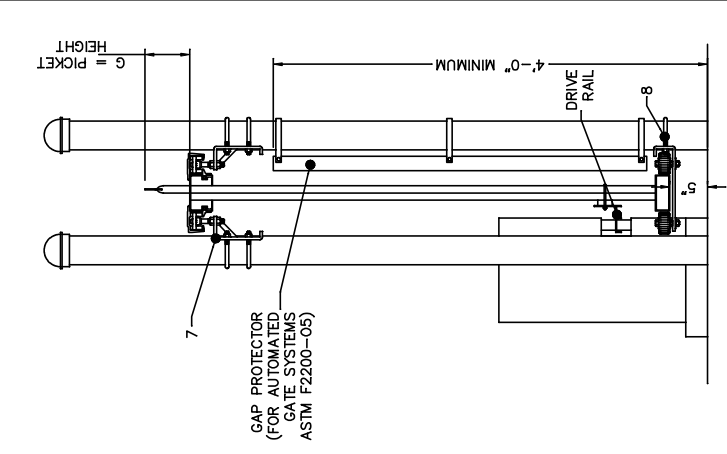 G = PICKET
HEIGHT
4'-0" MINIMUM
DRIVE
RAIL
8
5"
7
GAP PROTECTOR
(FOR AUTOMATED
GATE SYSTEMS
ASTM F2200-05)